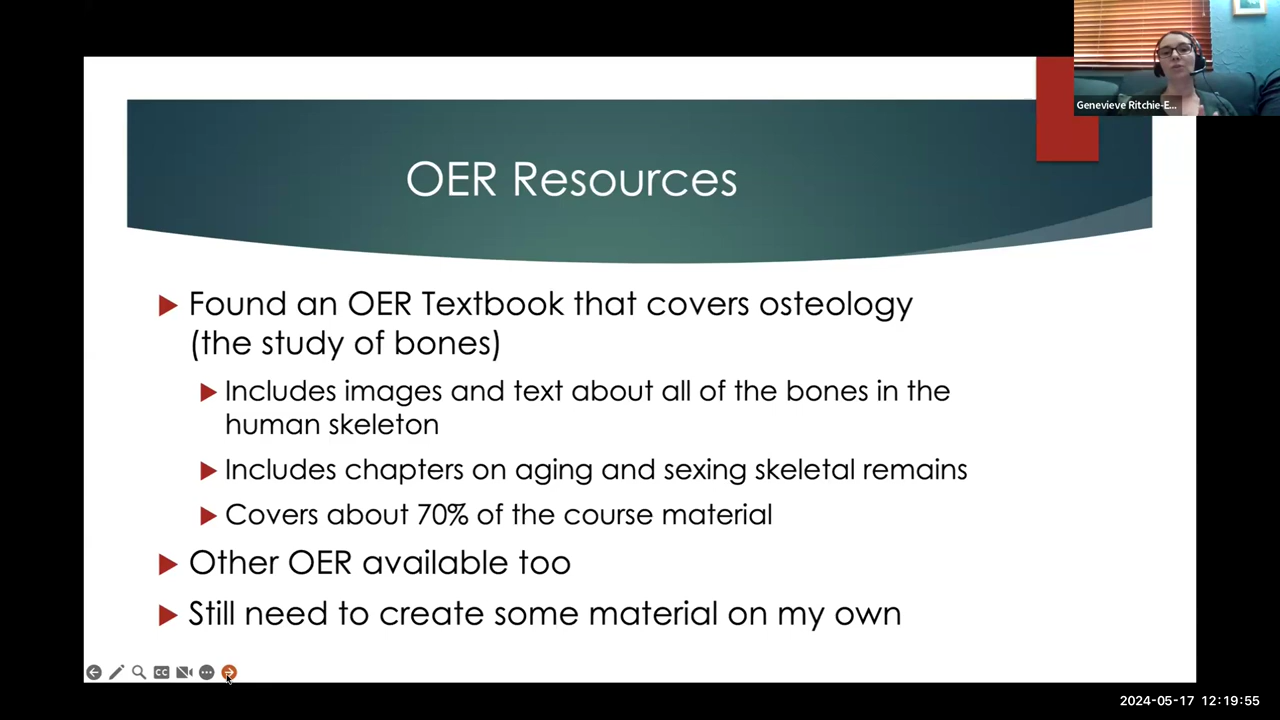 Genevieve Ritchie-E...
OER Resources
Found an OER Textbook that covers osteology
(the study of bones)
Includes images and text about all of the bones in the
human skeleton
Includes chapters on aging and sexing skeletal remains
Covers about 70% of the course material
Other OER available too
Still need to create some material on my own
CC
2024-05-17 12:19:55